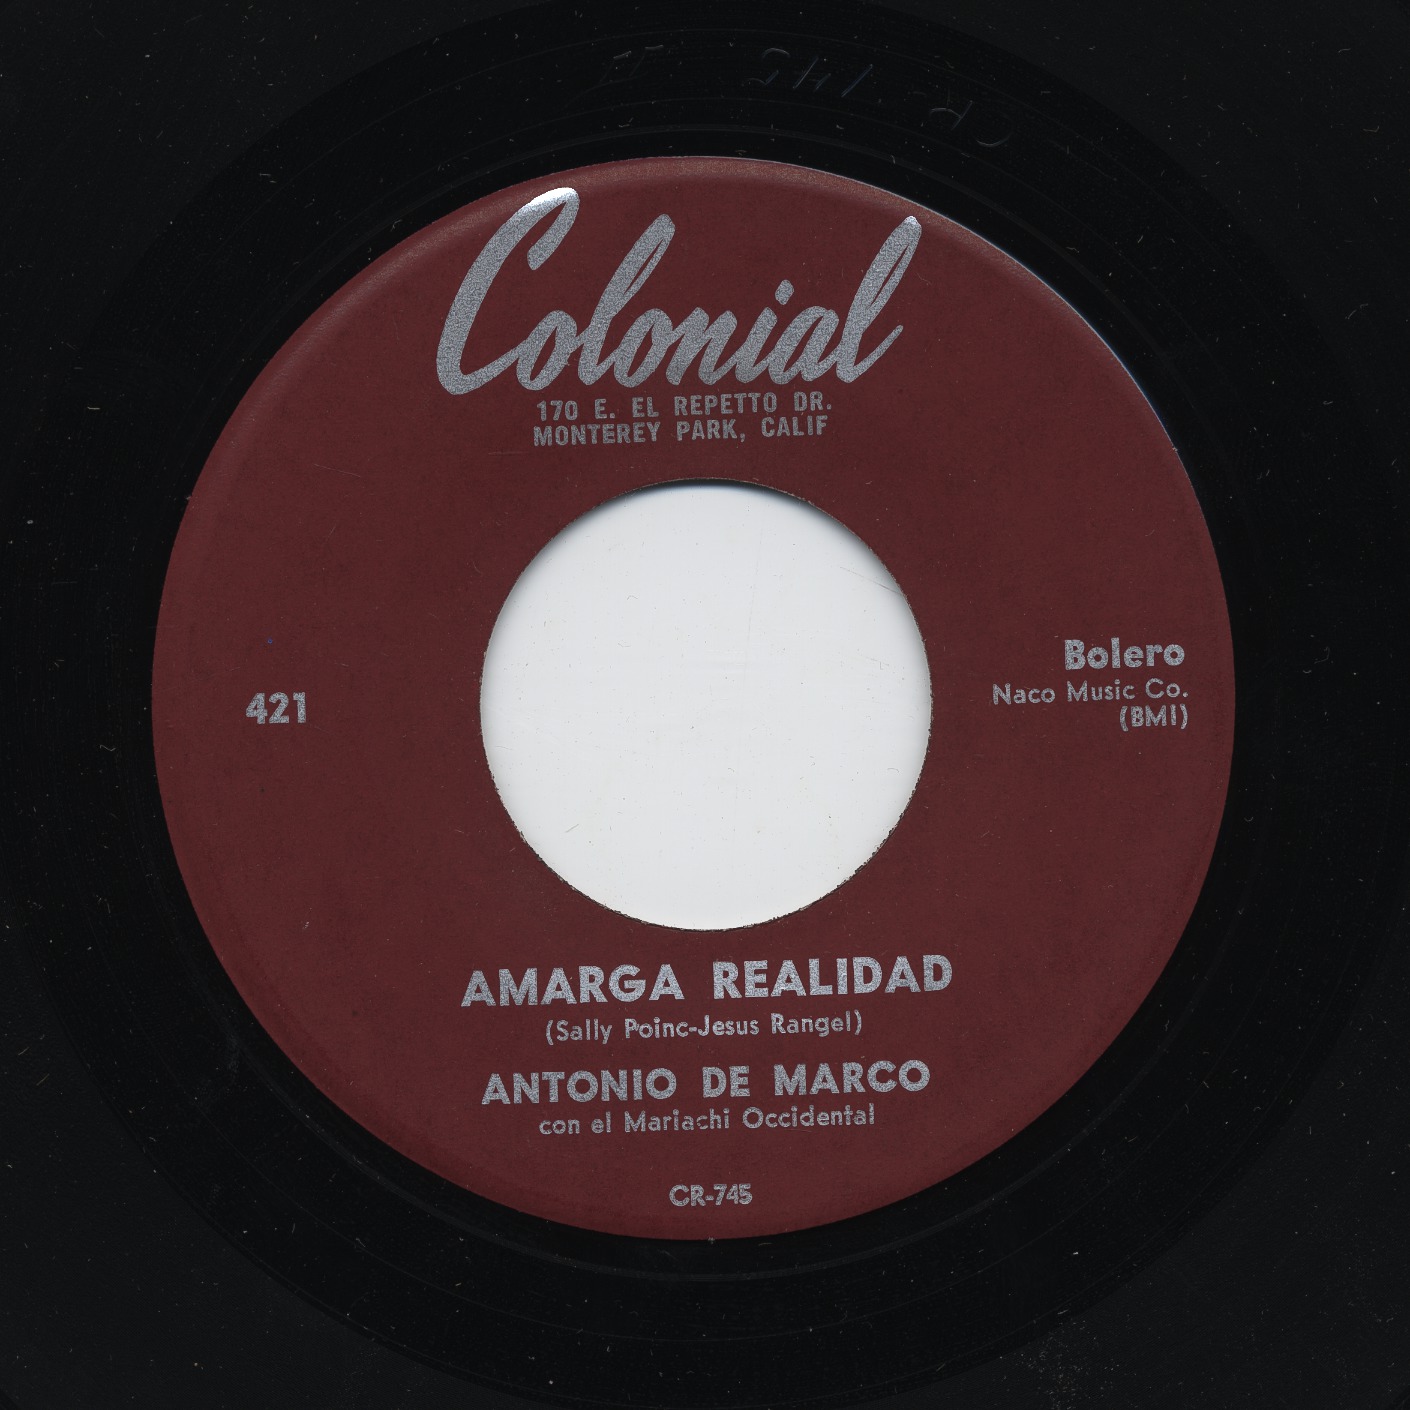 Colonial
170 E. EL REPETTO DR.
MONTEREY PARK, CALIF
421
Bolero
Naco Music Co.
(BMI)
AMARGA REALIDAD
(Sally Poinc-Jesus Rangel)
ANTONIO DE MARCO
con el Mariachi Occidental
CR-745